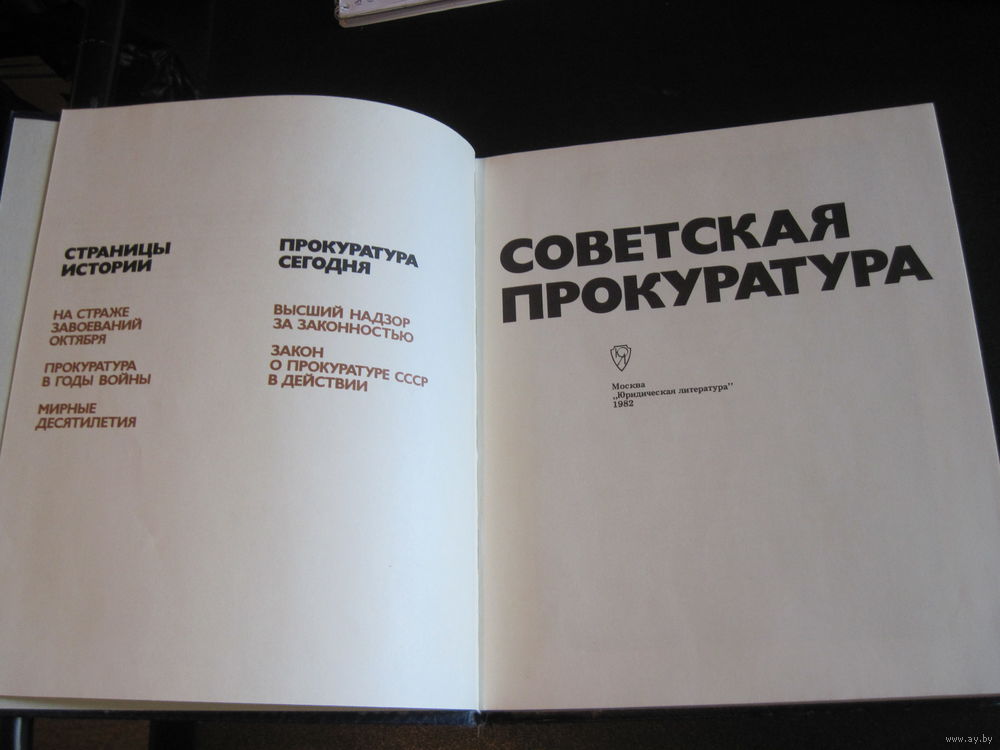 СТРАНИЦЫ
ИСТОРИИ
НА СТРАЖЕ
ЗАВОЕВАНИЙ
ОКТЯБРЯ
ПРОКУРАТУРА
В ГОДЫ ВОЙНЫ
МИРНЫЕ
ДЕСЯТИЛЕТИЯ
ПРОКУРАТУРА
СЕГОДНЯ
ВЫСШИЙ НАДЗОР
ЗА ЗАКОННОСТЬЮ
ЗАКОН
О ПРОКУРАТУРЕ СССР
В ДЕЙСТВИИ
СОВЕТСКАЯ
ПРОКУРАТУРА
Москва
„Юридическая литература”
1982
www.ay.by